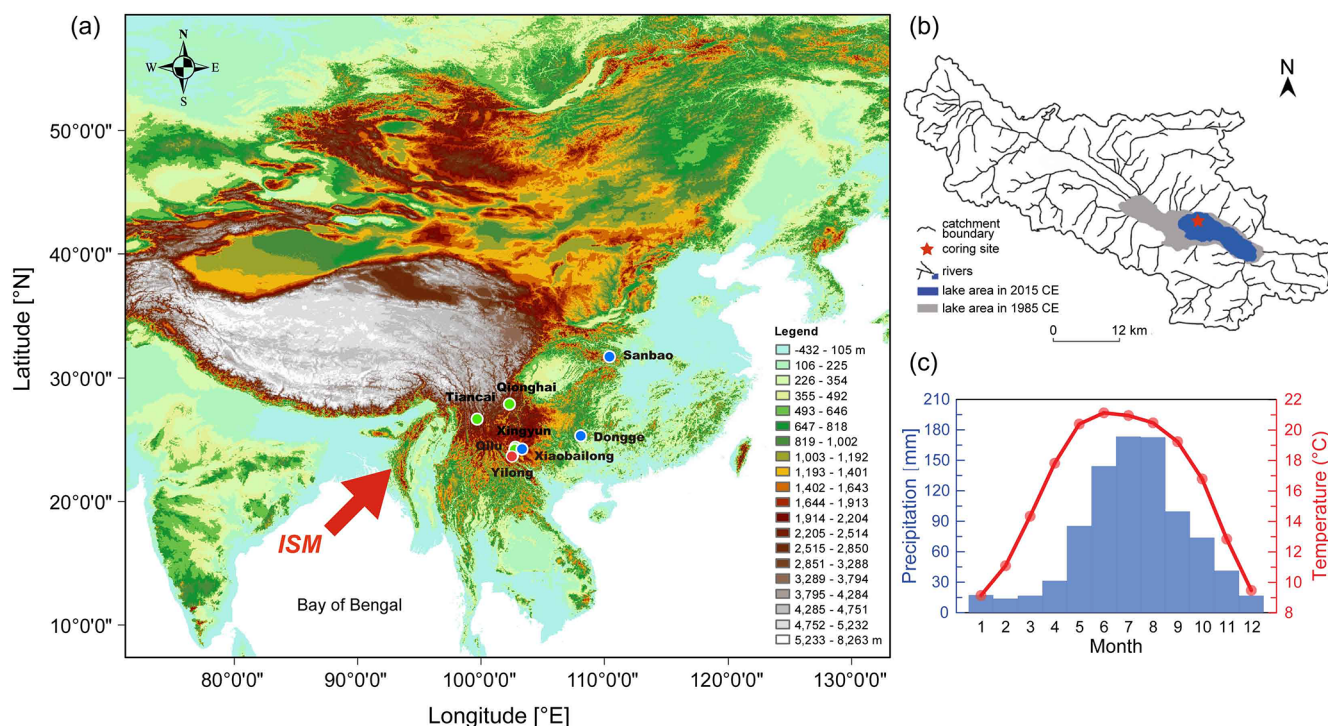 (a)
N
W E
S
50°0'0"
40°0'0"
30°0'0"
20°0'0"
10°0'0"
Latitude [°N]
80°0'0"
90°0'0"
100°0'0"
110°0'0"
120°0'0"
130°0'0"
Longitude [°E]
Sanbao
Qionghai
Tiancai
Xingyun
Dongge
Qilu
Xiaobailong
Yilong
ISM
Bay of Bengal
Legend
-432 - 105 m
106 - 225
226 - 354
355 - 492
493 - 646
647 - 818
819 - 1,002
1,003 - 1,192
1,193 - 1,401
1,402 - 1,643
1,644 - 1,913
1,914 - 2,204
2,205 - 2,514
2,515 - 2,850
2,851 - 3,288
3,289 - 3,794
3,795 - 4,284
4,285 - 4,751
4,752 - 5,232
5,233 - 8,263 m
(b)
N
catchment
boundary
coring site
rivers
lake area in 2015 CE
lake area in 1985 CE
0 12 km
(c)
Precipitation [mm]
210
180
150
120
90
60
30
0
22
20
18
16
14
12
10
8
Temperature (°C)
1 2 3 4 5 6 7 8 9 10 11 12
Month